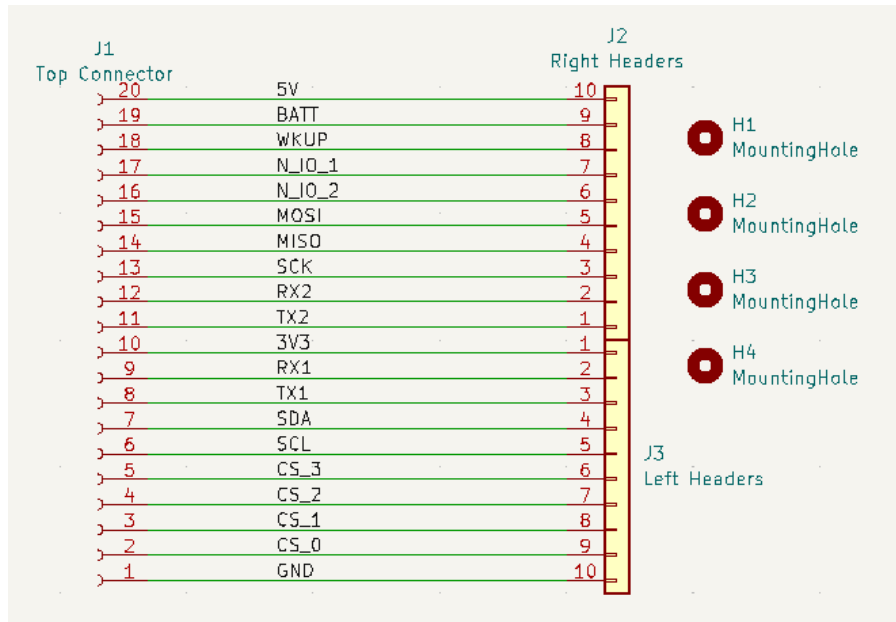 J1
Top Connector
J2
Right Headers
20 5V 10
19 BATT 9
18 WKUP 8
17 N_IO_1 7
16 N_IO_2 6
15 MOSI 5
14 MISO 4
13 SCK 3
12 RX2 2
11 TX2 1
10 3V3 1
9 RX1 2
8 TX1 3
7 SDA 4
6 SCL 5
5 CS_3 6
4 CS_2 7
3 CS_1 8
2 CS_0 9
1 GND 10
H1
MountingHole
H2
MountingHole
H3
MountingHole
H4
MountingHole
J3
Left Headers